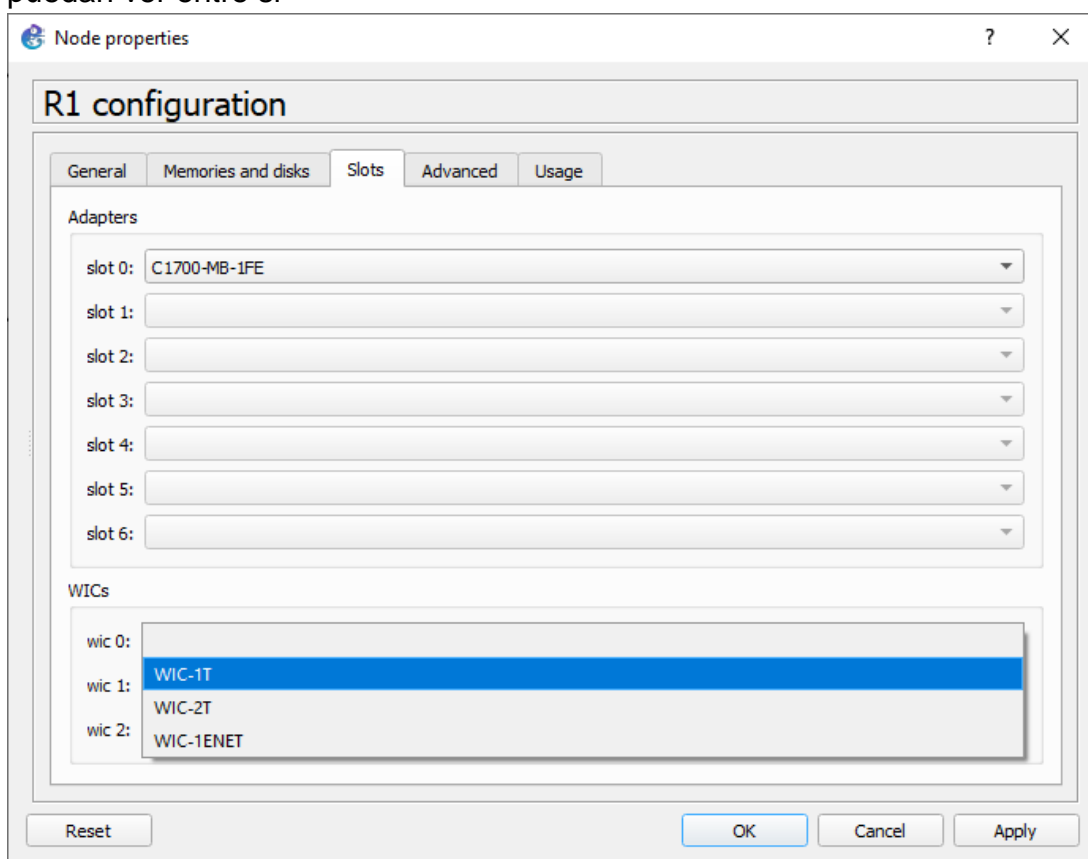 puedan ver entre sí
Node properties ?
R1 configuration
General Memories and disks Slots Advanced Usage
Adapters
slot 0: C1700-MB-1FE
slot 1:
slot 2:
slot 3:
slot 4:
slot 5:
slot 6:
WICs
wic 0:
WIC-1T
wic 1:
WIC-2T
wic 2:
WIC-1ENET
Reset OK Cancel Apply